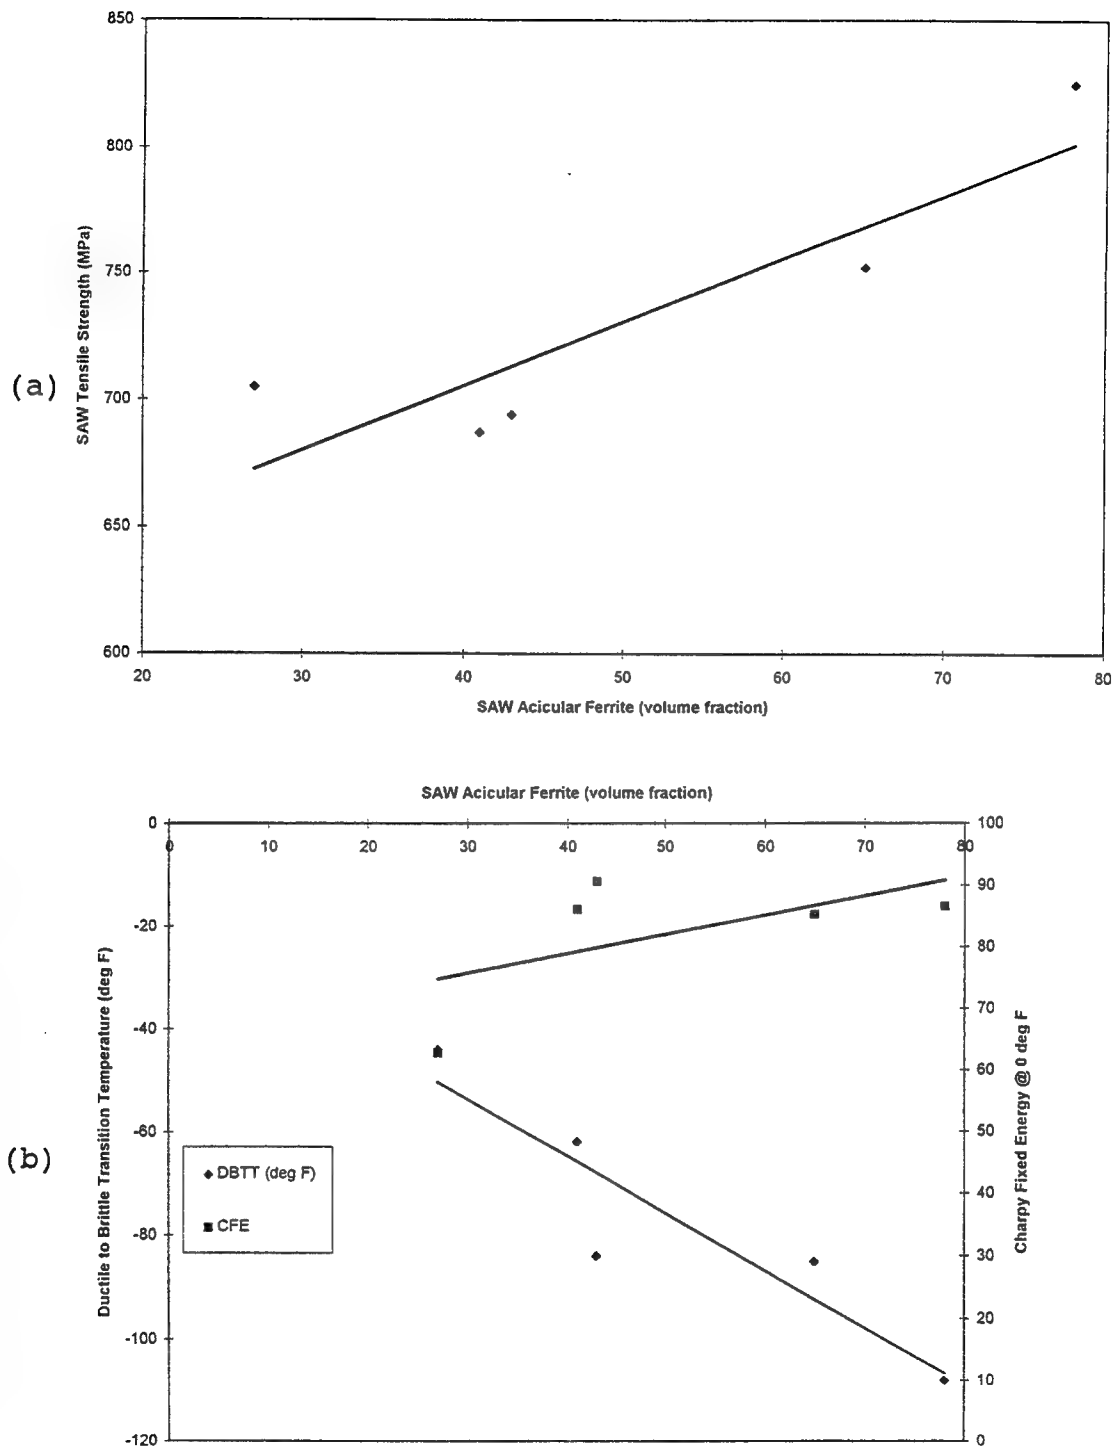 (a)
SAW Tensile Strength (MPa)
850
800
750
700
650
600
20 30 40 50 60 70 80
SAW Acicular Ferrite (volume fraction)
(b)
SAW Acicular Ferrite (volume fraction)
Ductile to Brittle Transition Temperature (deg F)
0
-20
-40
-60
-80
-100
-120
0 10 20 30 40 50 60 70 80
DBTT (deg F)
CFE
100
90
80
70
60
50
40
30
20
10
0
Charpy Fixed Energy @ 0 deg F